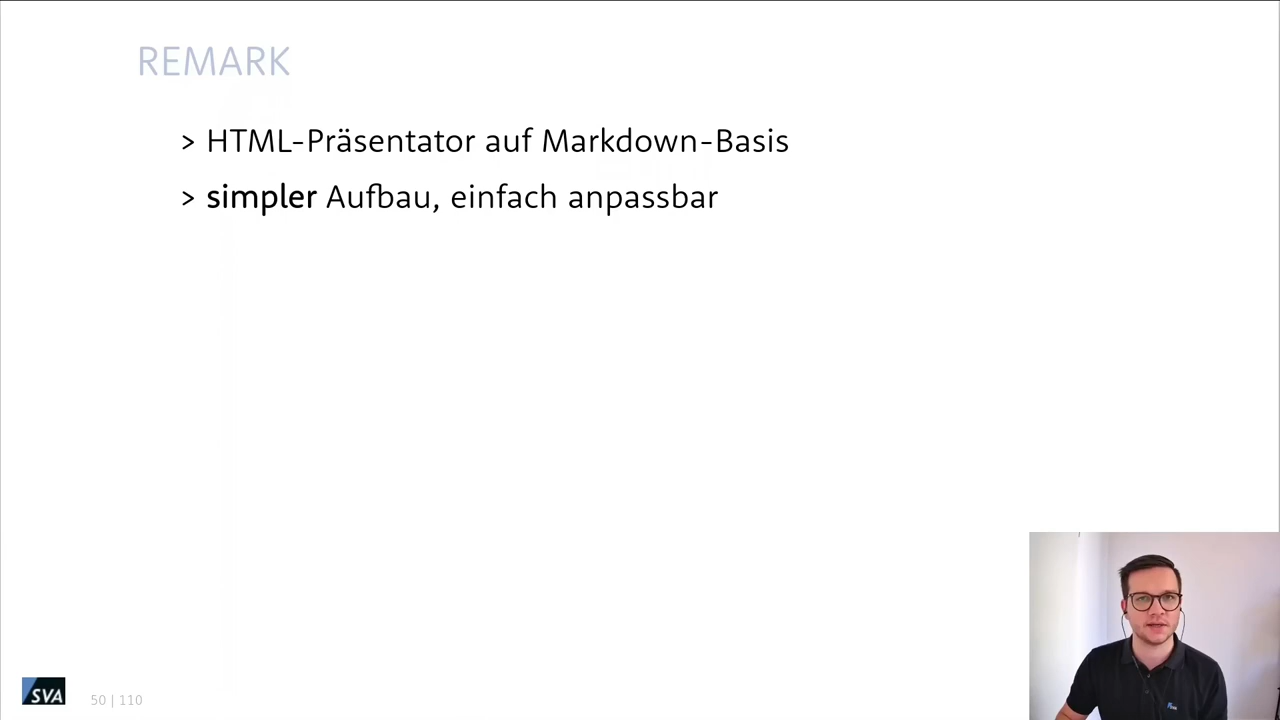 REMARK
> HTML-Präsentator auf Markdown-Basis
> simpler Aufbau, einfach anpassbar
SVA
50 | 110